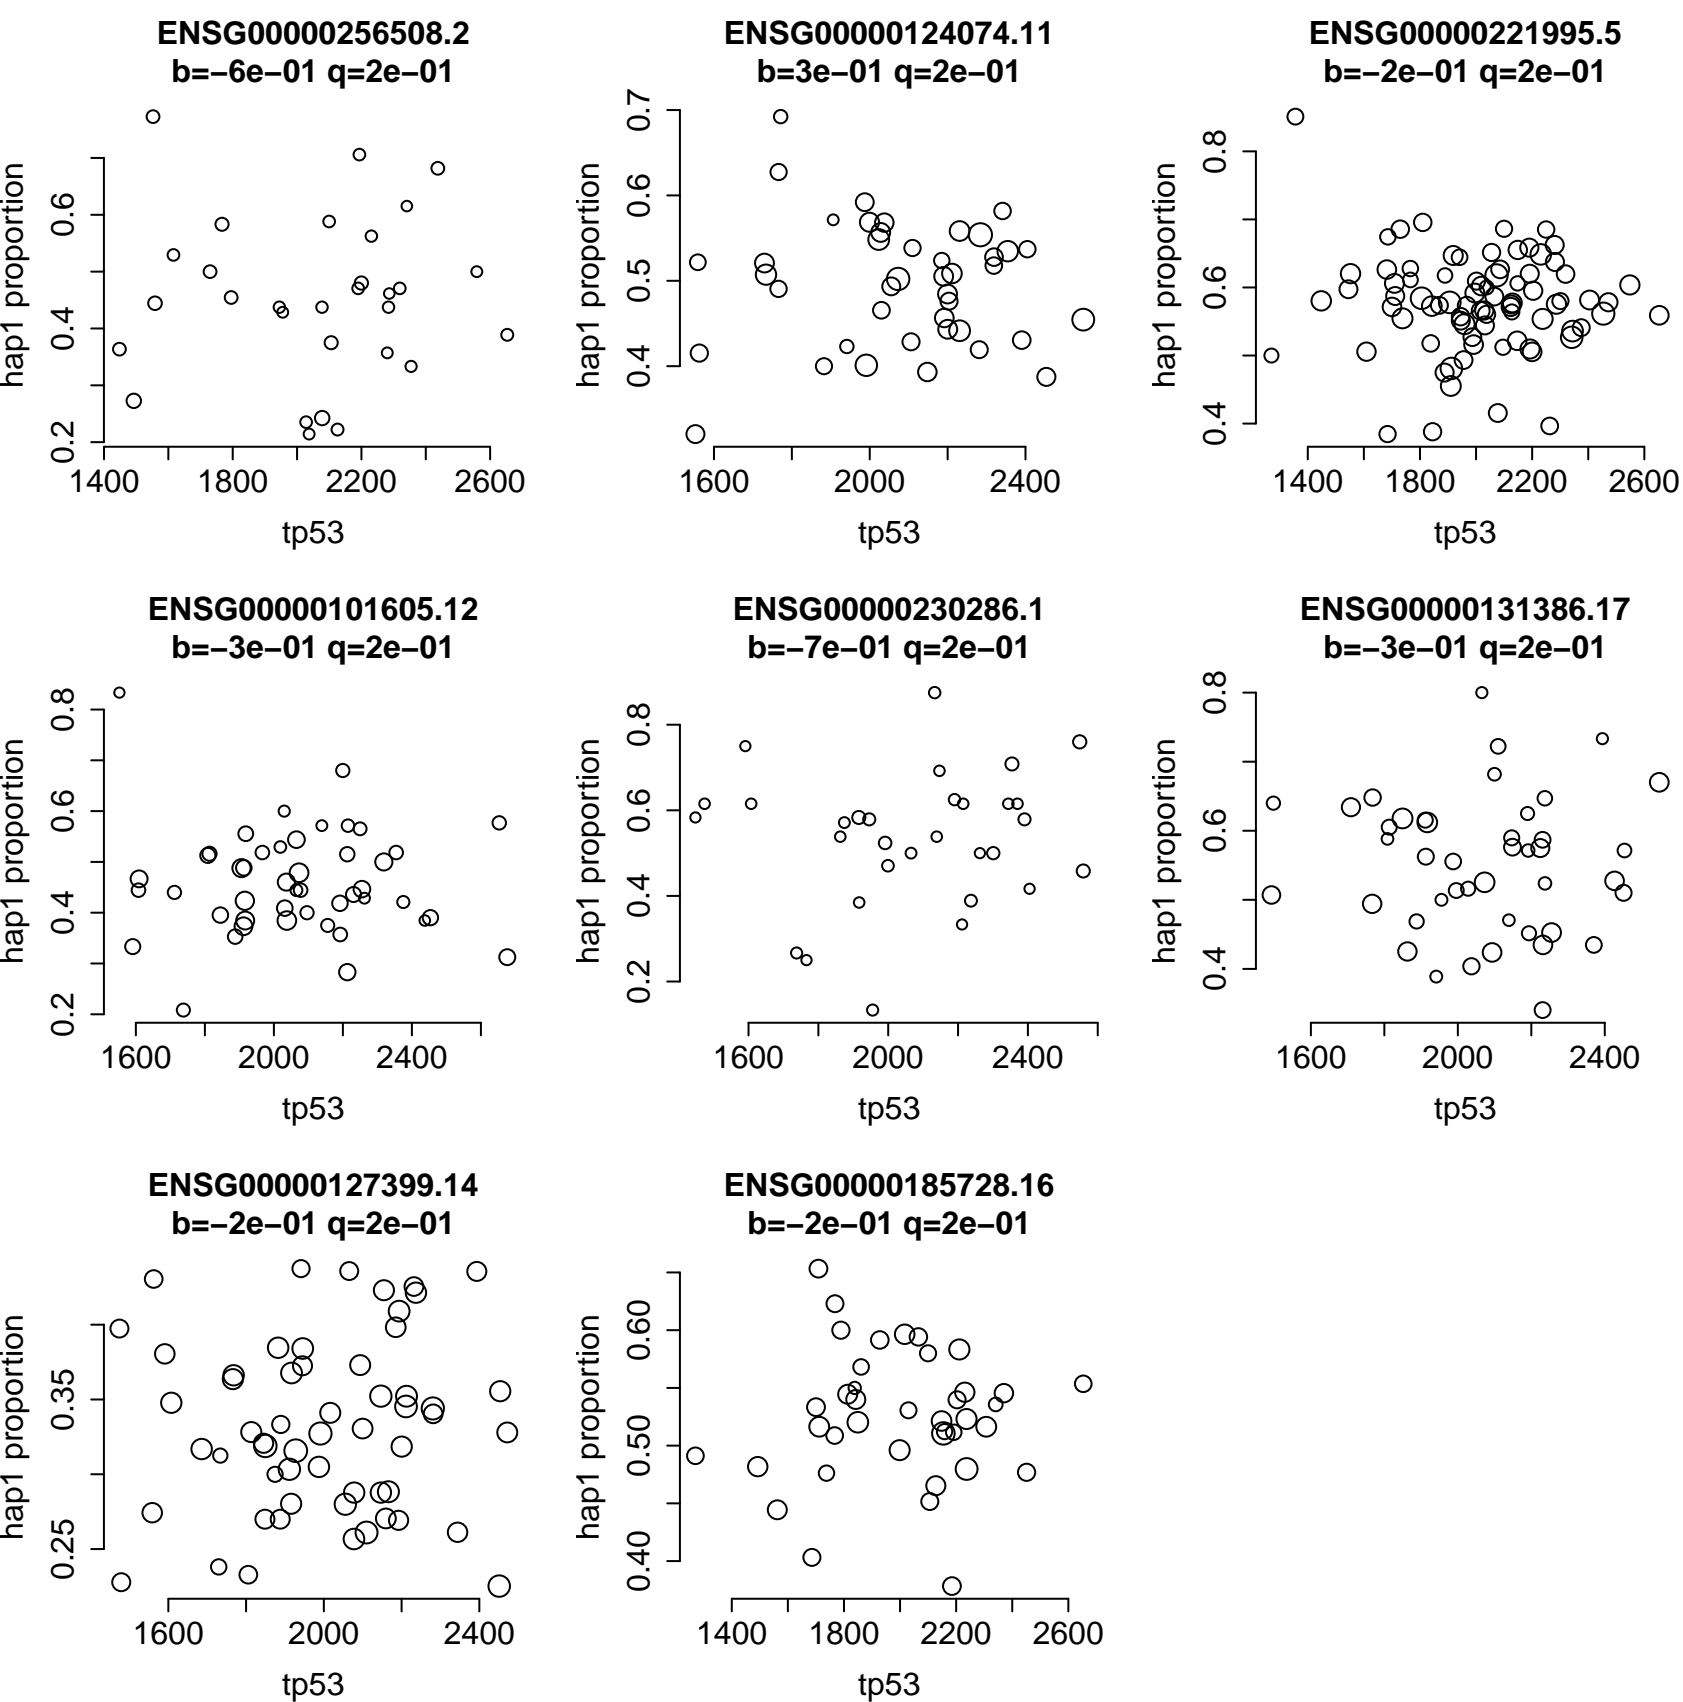 ENSG00000256508.2
b=−6e−01 q=2e−01
hap1 proportion
0.2 0.4 0.6
1400 1800 2200 2600
tp53
ENSG00000124074.11
b=3e−01 q=2e−01
hap1 proportion
0.4 0.5 0.6 0.7
1600 2000 2400
tp53
ENSG00000221995.5
b=−2e−01 q=2e−01
hap1 proportion
0.4 0.6 0.8
1400 1800 2200 2600
tp53
ENSG00000101605.12
b=−3e−01 q=2e−01
hap1 proportion
0.2 0.4 0.6 0.8
1600 2000 2400
tp53
ENSG00000230286.1
b=−7e−01 q=2e−01
hap1 proportion
0.2 0.4 0.6 0.8
1600 2000 2400
tp53
ENSG00000131386.17
b=−3e−01 q=2e−01
hap1 proportion
0.4 0.6 0.8
1600 2000 2400
tp53
ENSG00000127399.14
b=−2e−01 q=2e−01
hap1 proportion
0.25 0.35
1600 2000 2400
tp53
ENSG00000185728.16
b=−2e−01 q=2e−01
hap1 proportion
0.40 0.50 0.60
1400 1800 2200 2600
tp53